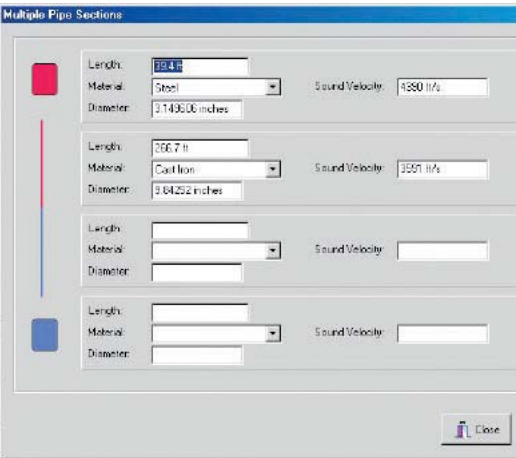 Multiple Pipe Sections
Length: 39.4 ft
Material: Steel Sound Velocity: 4390 ft/s
Diameter: 3.149606 inches
Length: 266.7 ft
Material: Cast Iron Sound Velocity: 3591 ft/s
Diameter: 9.84252 inches
Length:
Material: Sound Velocity:
Diameter:
Length:
Material: Sound Velocity:
Diameter:
Close